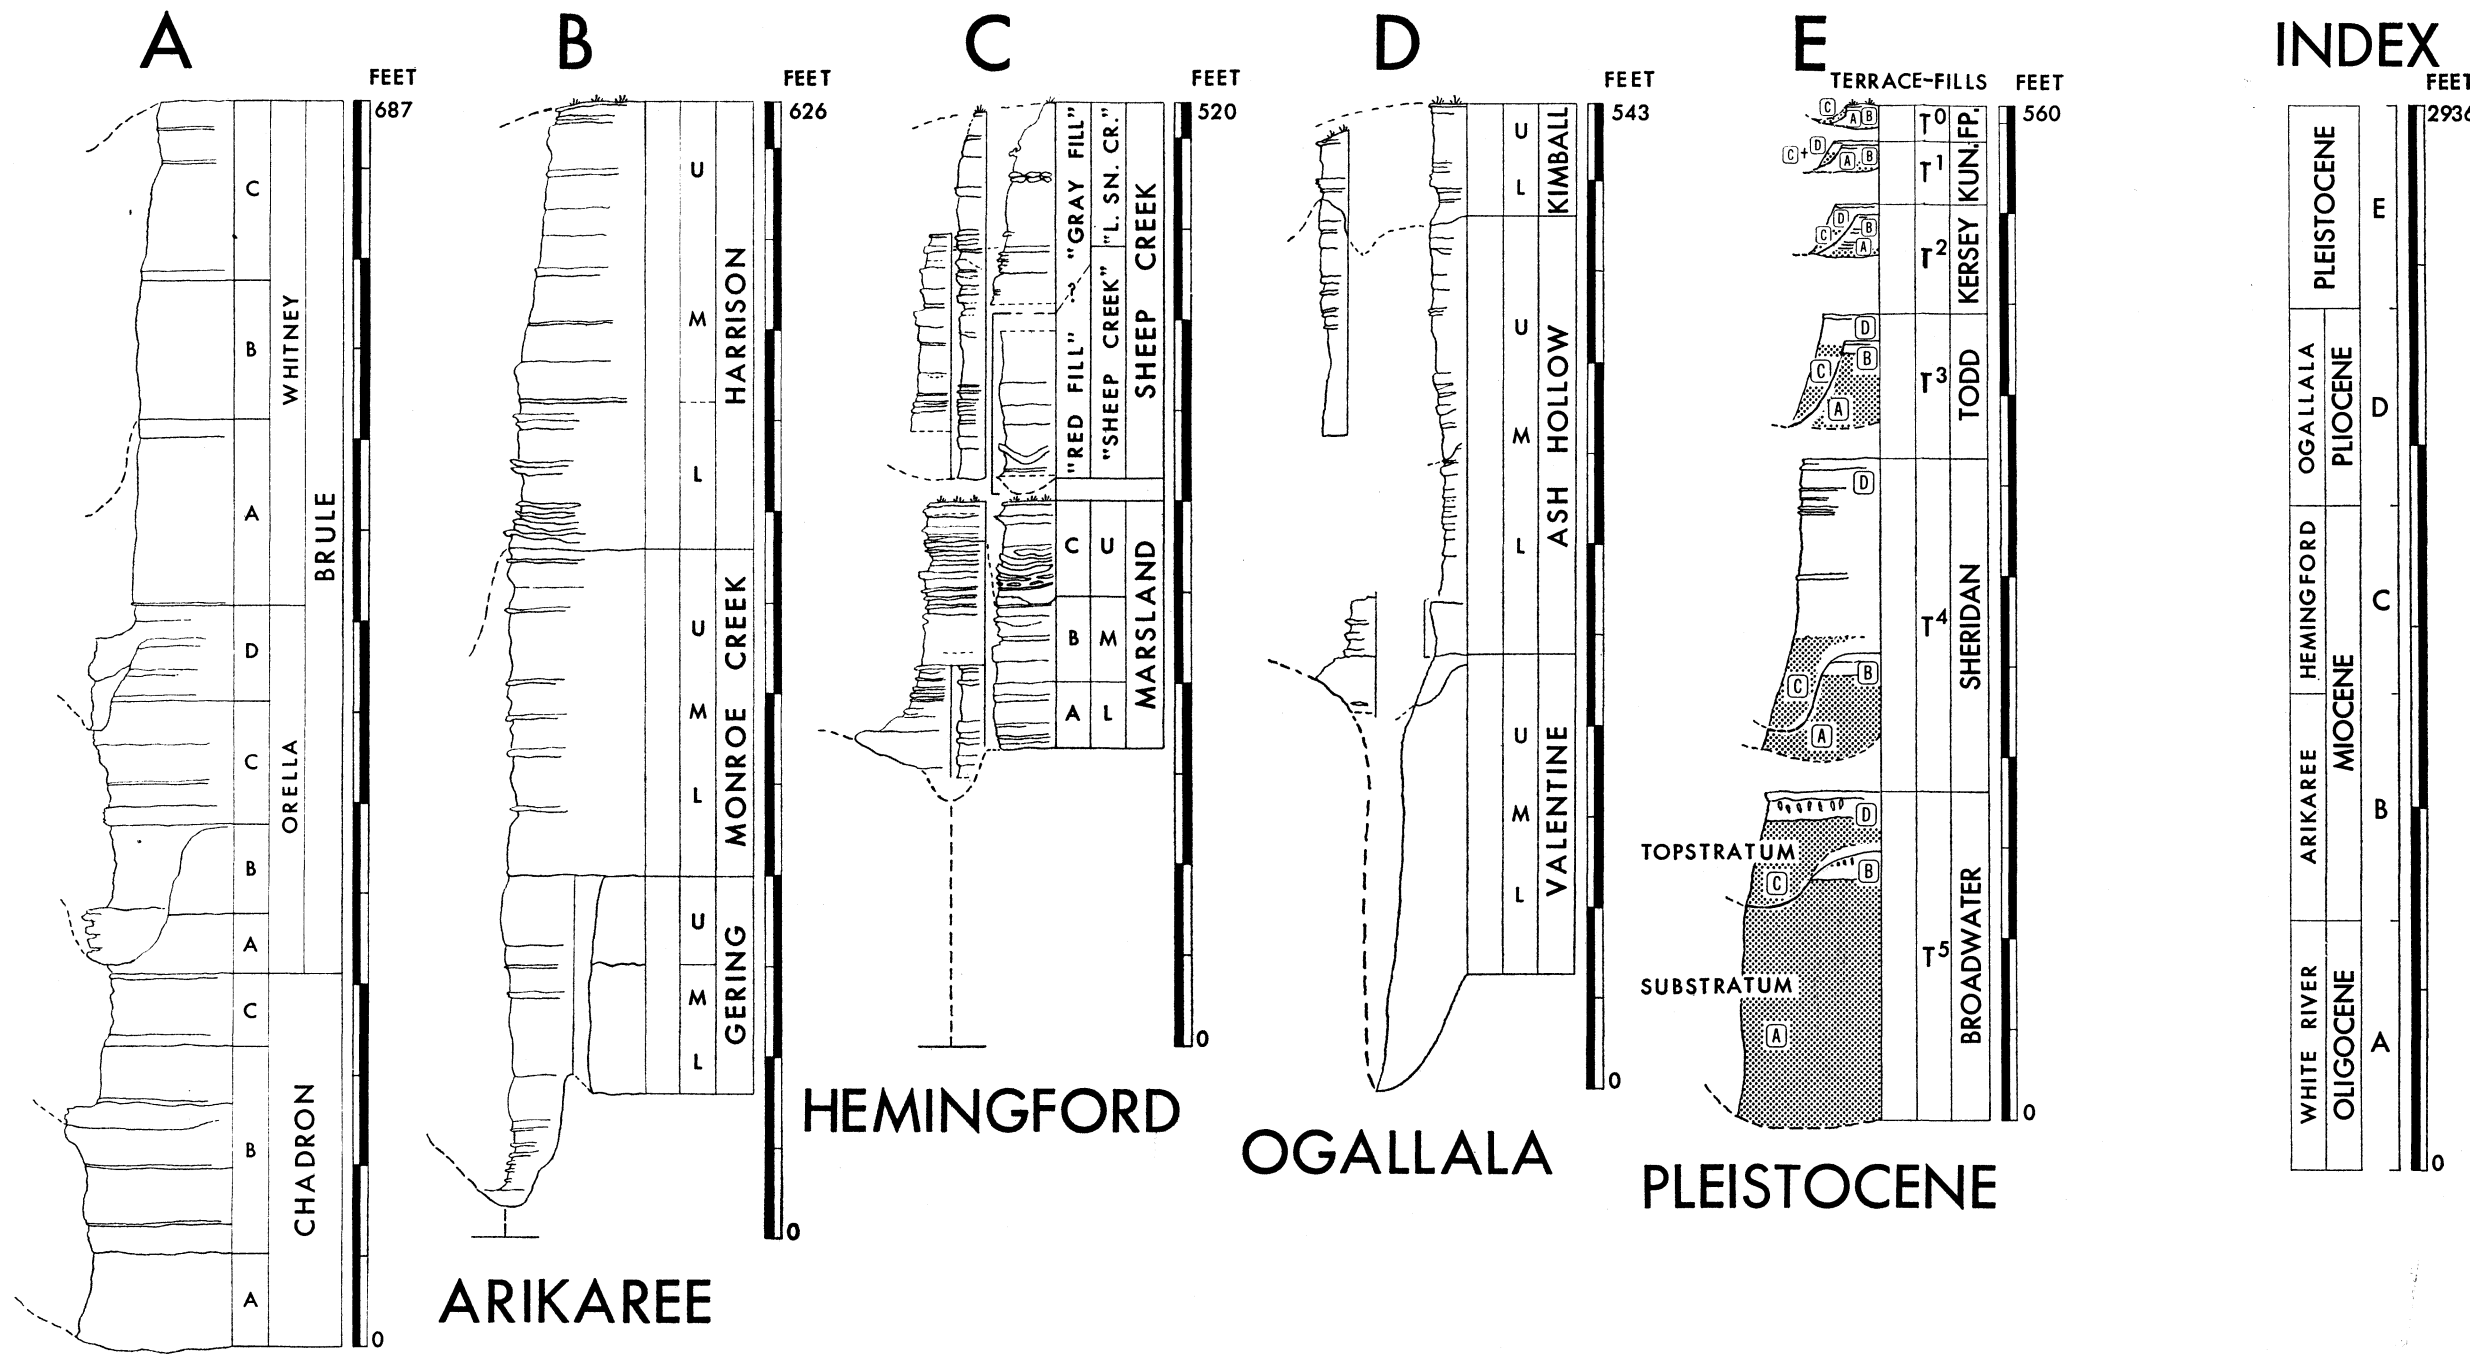 A
FEET
687
C
B
A
WHITNEY
BRULE
D
C
B
A
ORELLA
C
B
A
CHADRON
0
B
FEET
626
U
M
L
HARRISON
U
M
L
MONROE CREEK
U
M
L
GERING
0
ARIKAREE
C
FEET
520
"RED FILL" ? "GRAY FILL"
"SHEEP CREEK" "L. SN. CR."
SHEEP CREEK
C U
B M
A L
MARSLAND
0
HEMINGFORD
D
FEET
543
U
L
KIMBALL
U
M
L
ASH HOLLOW
U
M
L
VALENTINE
0
OGALLALA
E
TERRACE-FILLS
FEET
560
C
A B
T0
FP.
C+D
A B
T1
KUN.
D
C B
A
T2
KERSEY
D
B
C
A
T3
TODD
D
B
C
A
T4
SHERIDAN
D
TOPSTRATUM
B
C
SUBSTRATUM
A
T5
BROADWATER
0
PLEISTOCENE
INDEX
FEET
2936
PLEISTOCENE
E
OGALLALA
PLIOCENE
D
HEMINGFORD
C
MIOCENE
ARIKAREE
B
WHITE RIVER
OLIGOCENE
A
0